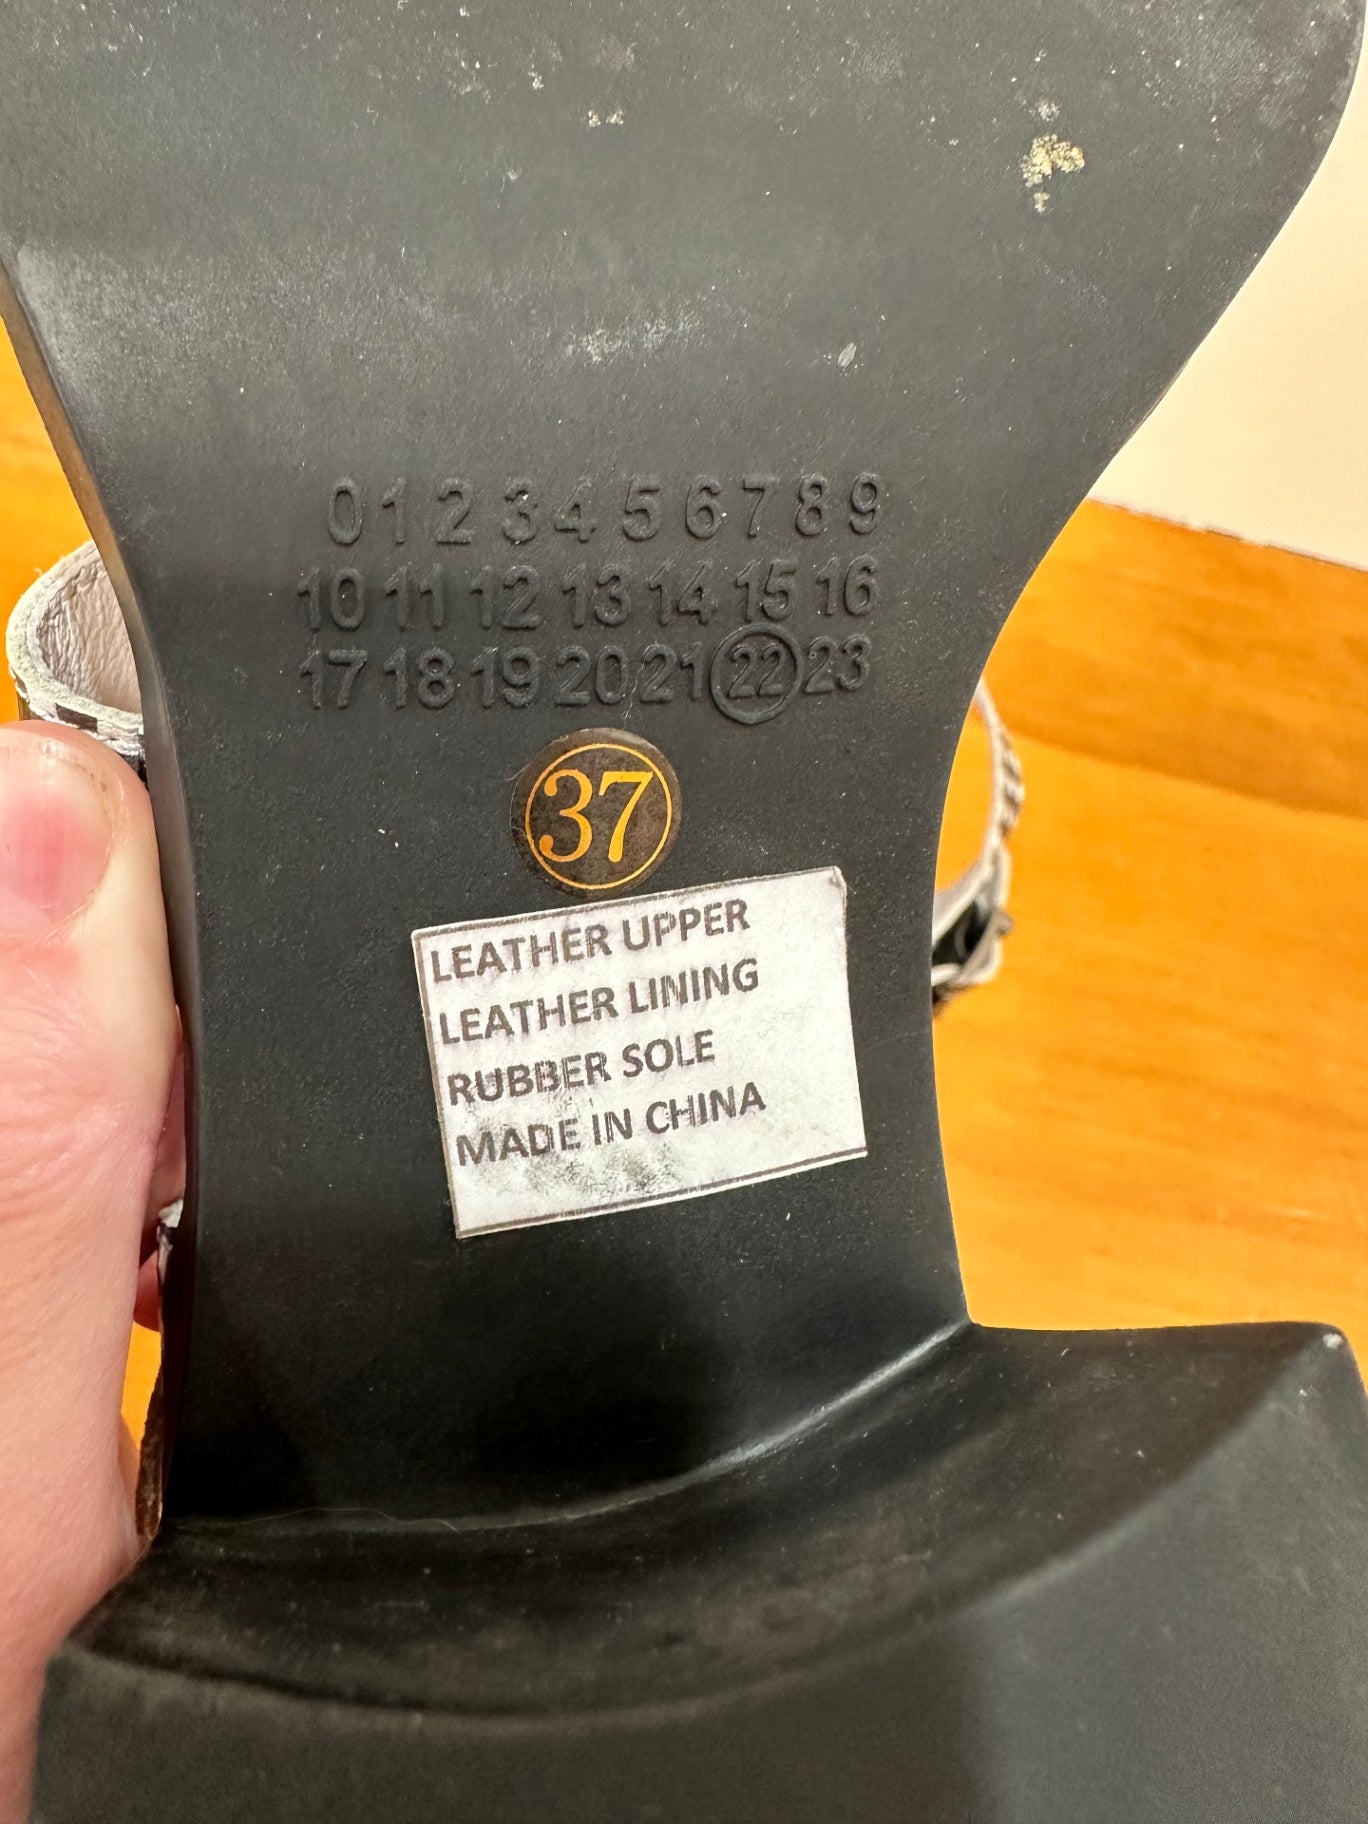 0 1 2 3 4 5 6 7 8 9
10 11 12 13 14 15 16
17 18 19 20 21 22 23
37
LEATHER UPPER
LEATHER LINING
RUBBER SOLE
MADE IN CHINA